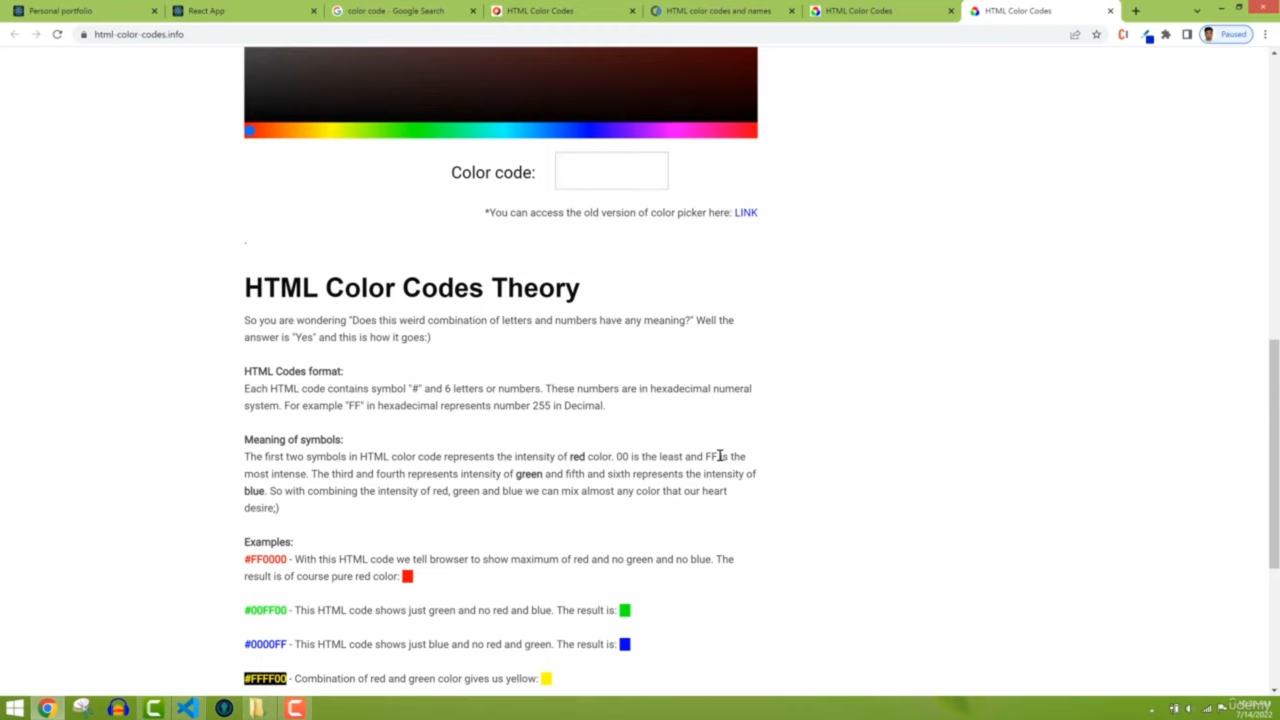 Personal portfolio
React App
color code - Google Search
HTML Color Codes
HTML color codes and names
HTML Color Codes
HTML Color Codes
html-color-codes.info
Paused
Color code:
*You can access the old version of color picker here: LINK
.
HTML Color Codes Theory
So you are wondering "Does this weird combination of letters and numbers have any meaning?" Well the
answer is "Yes" and this is how it goes:)
HTML Codes format:
Each HTML code contains symbol "#" and 6 letters or numbers. These numbers are in hexadecimal numeral
system. For example "FF" in hexadecimal represents number 255 in Decimal.
Meaning of symbols:
The first two symbols in HTML color code represents the intensity of red color. 00 is the least and FF is the
most intense. The third and fourth represents intensity of green and fifth and sixth represents the intensity of
blue. So with combining the intensity of red, green and blue we can mix almost any color that our heart
desire;)
Examples:
#FF0000 - With this HTML code we tell browser to show maximum of red and no green and no blue. The
result is of course pure red color:
#00FF00 - This HTML code shows just green and no red and blue. The result is:
#0000FF - This HTML code shows just blue and no red and green. The result is:
#FFFF00 - Combination of red and green color gives us yellow:
udemy
7/14/2022